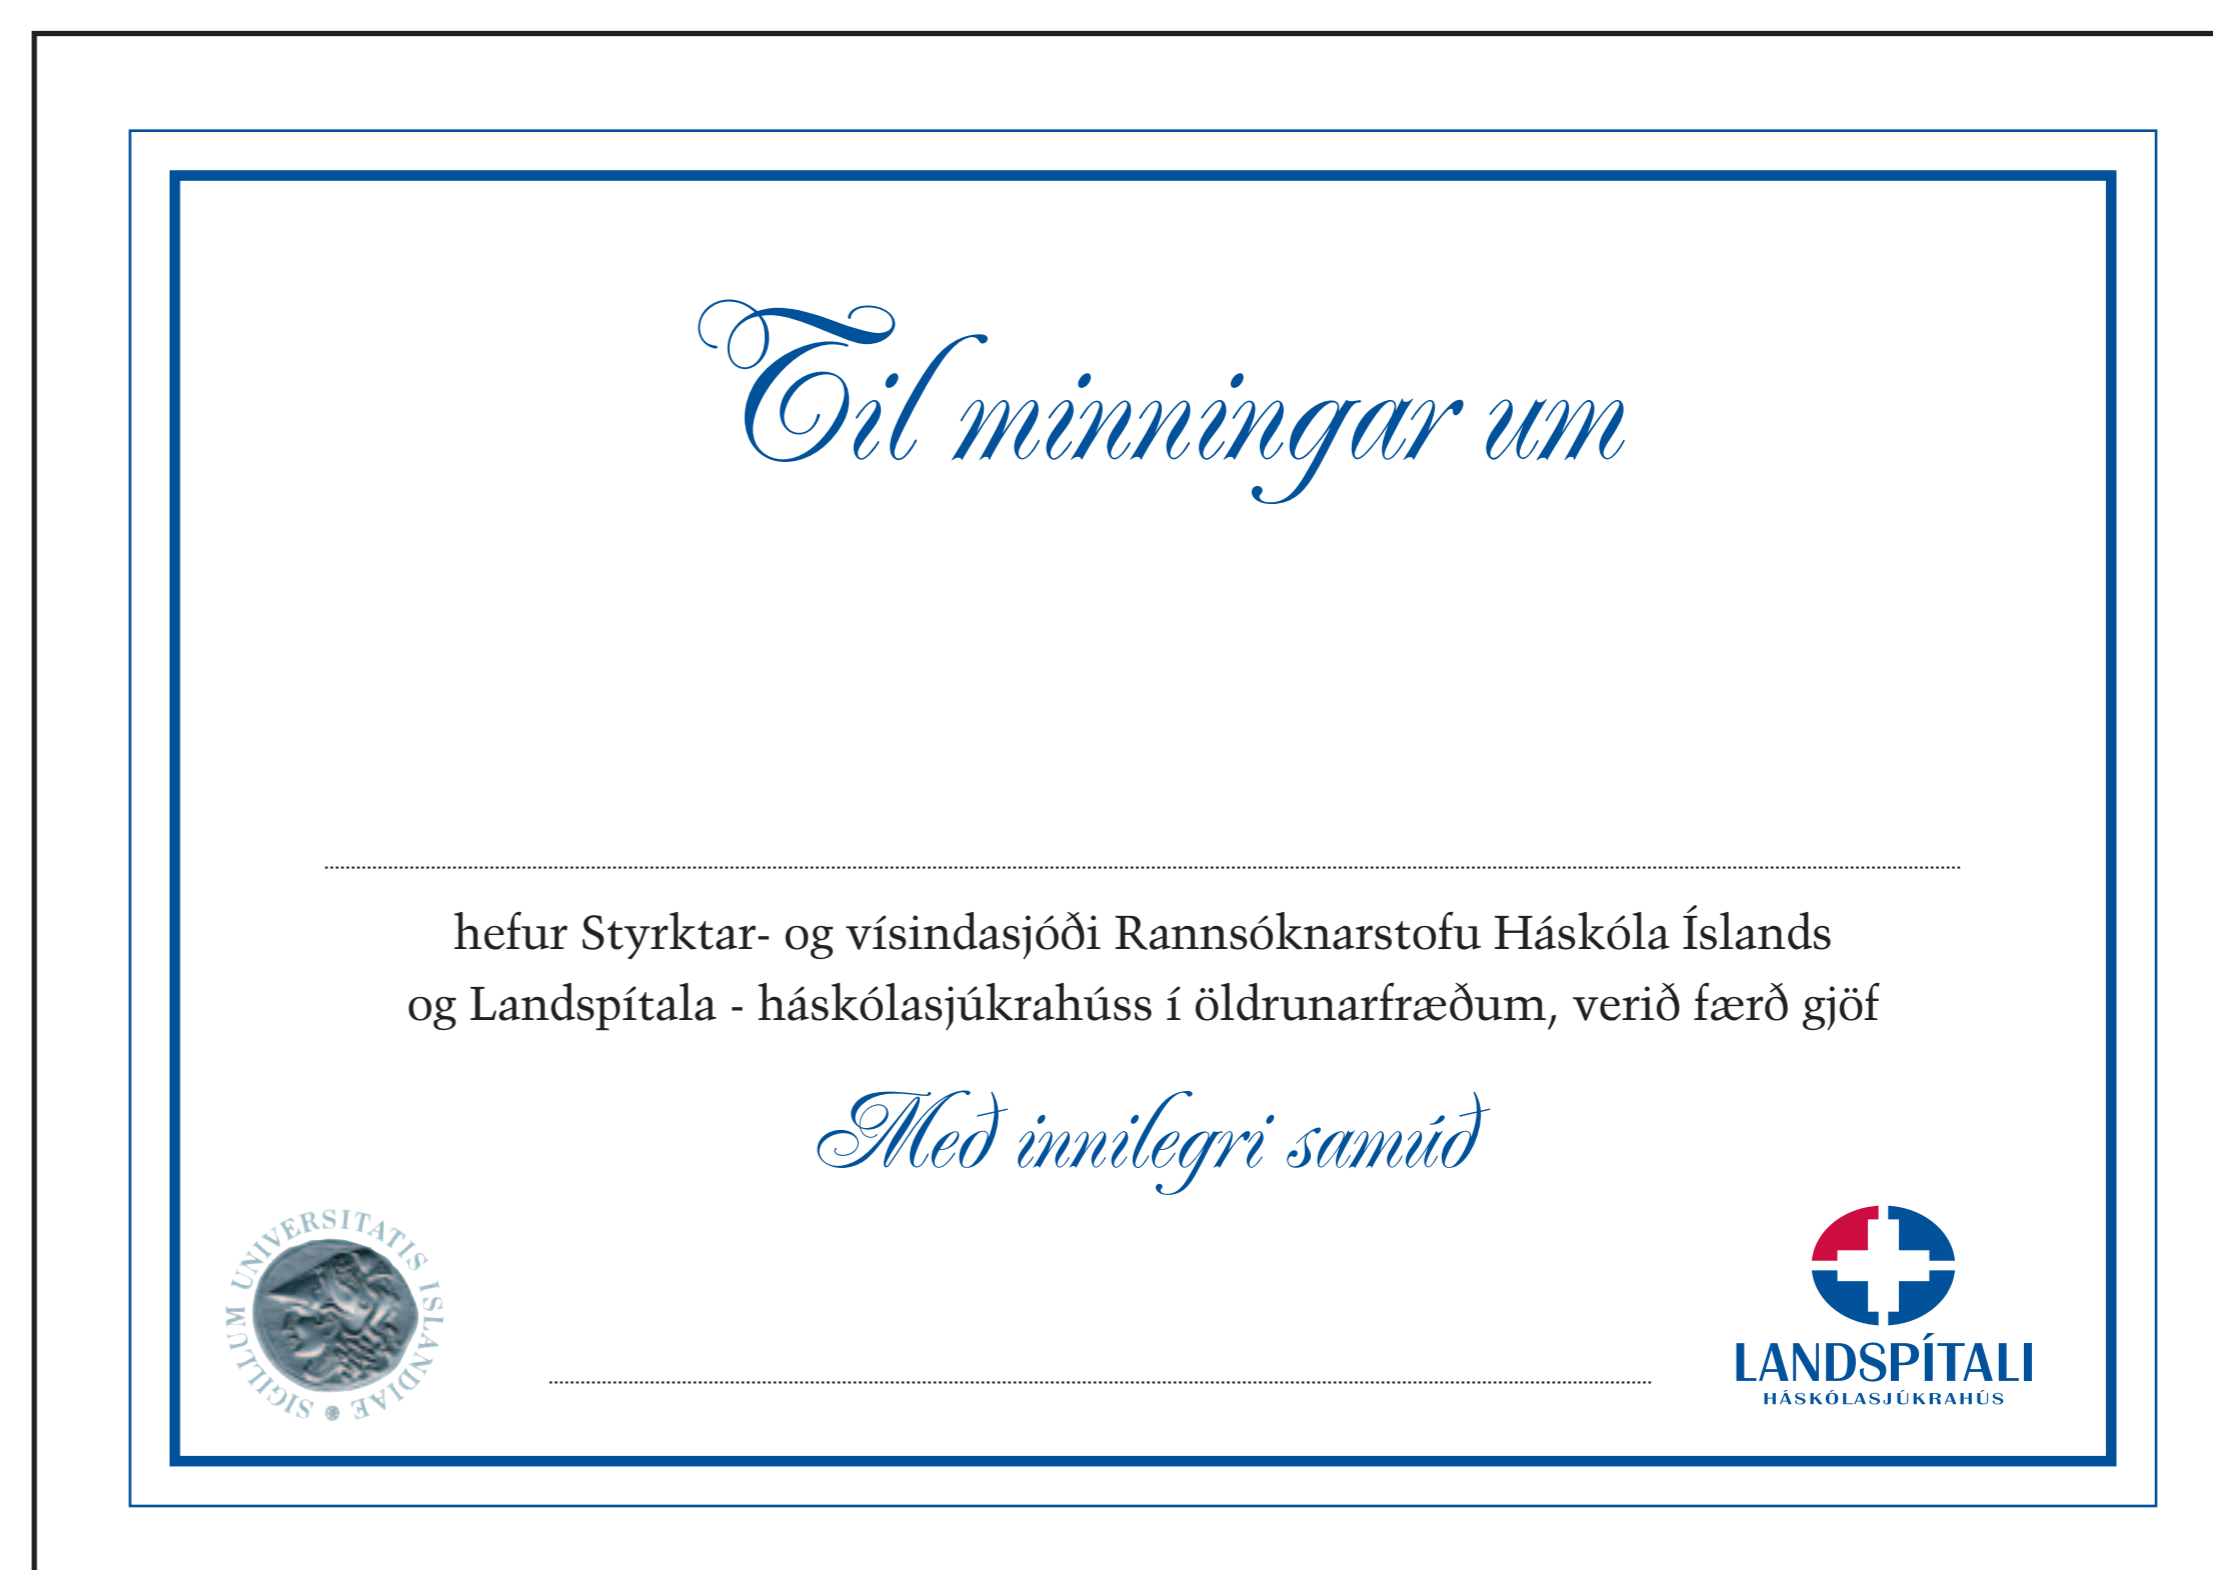 Til minningar um
hefur Styrktar- og vísindasjóði Rannsóknarstofu Háskóla Íslands
og Landspítala - háskólasjúkrahúss í öldrunarfræðum, verið færð gjöf
Með innilegri samúð
SIGILLUM UNIVERSITATIS ISLANDIAE
LANDSPÍTALI
HÁSKÓLASJÚKRAHÚS